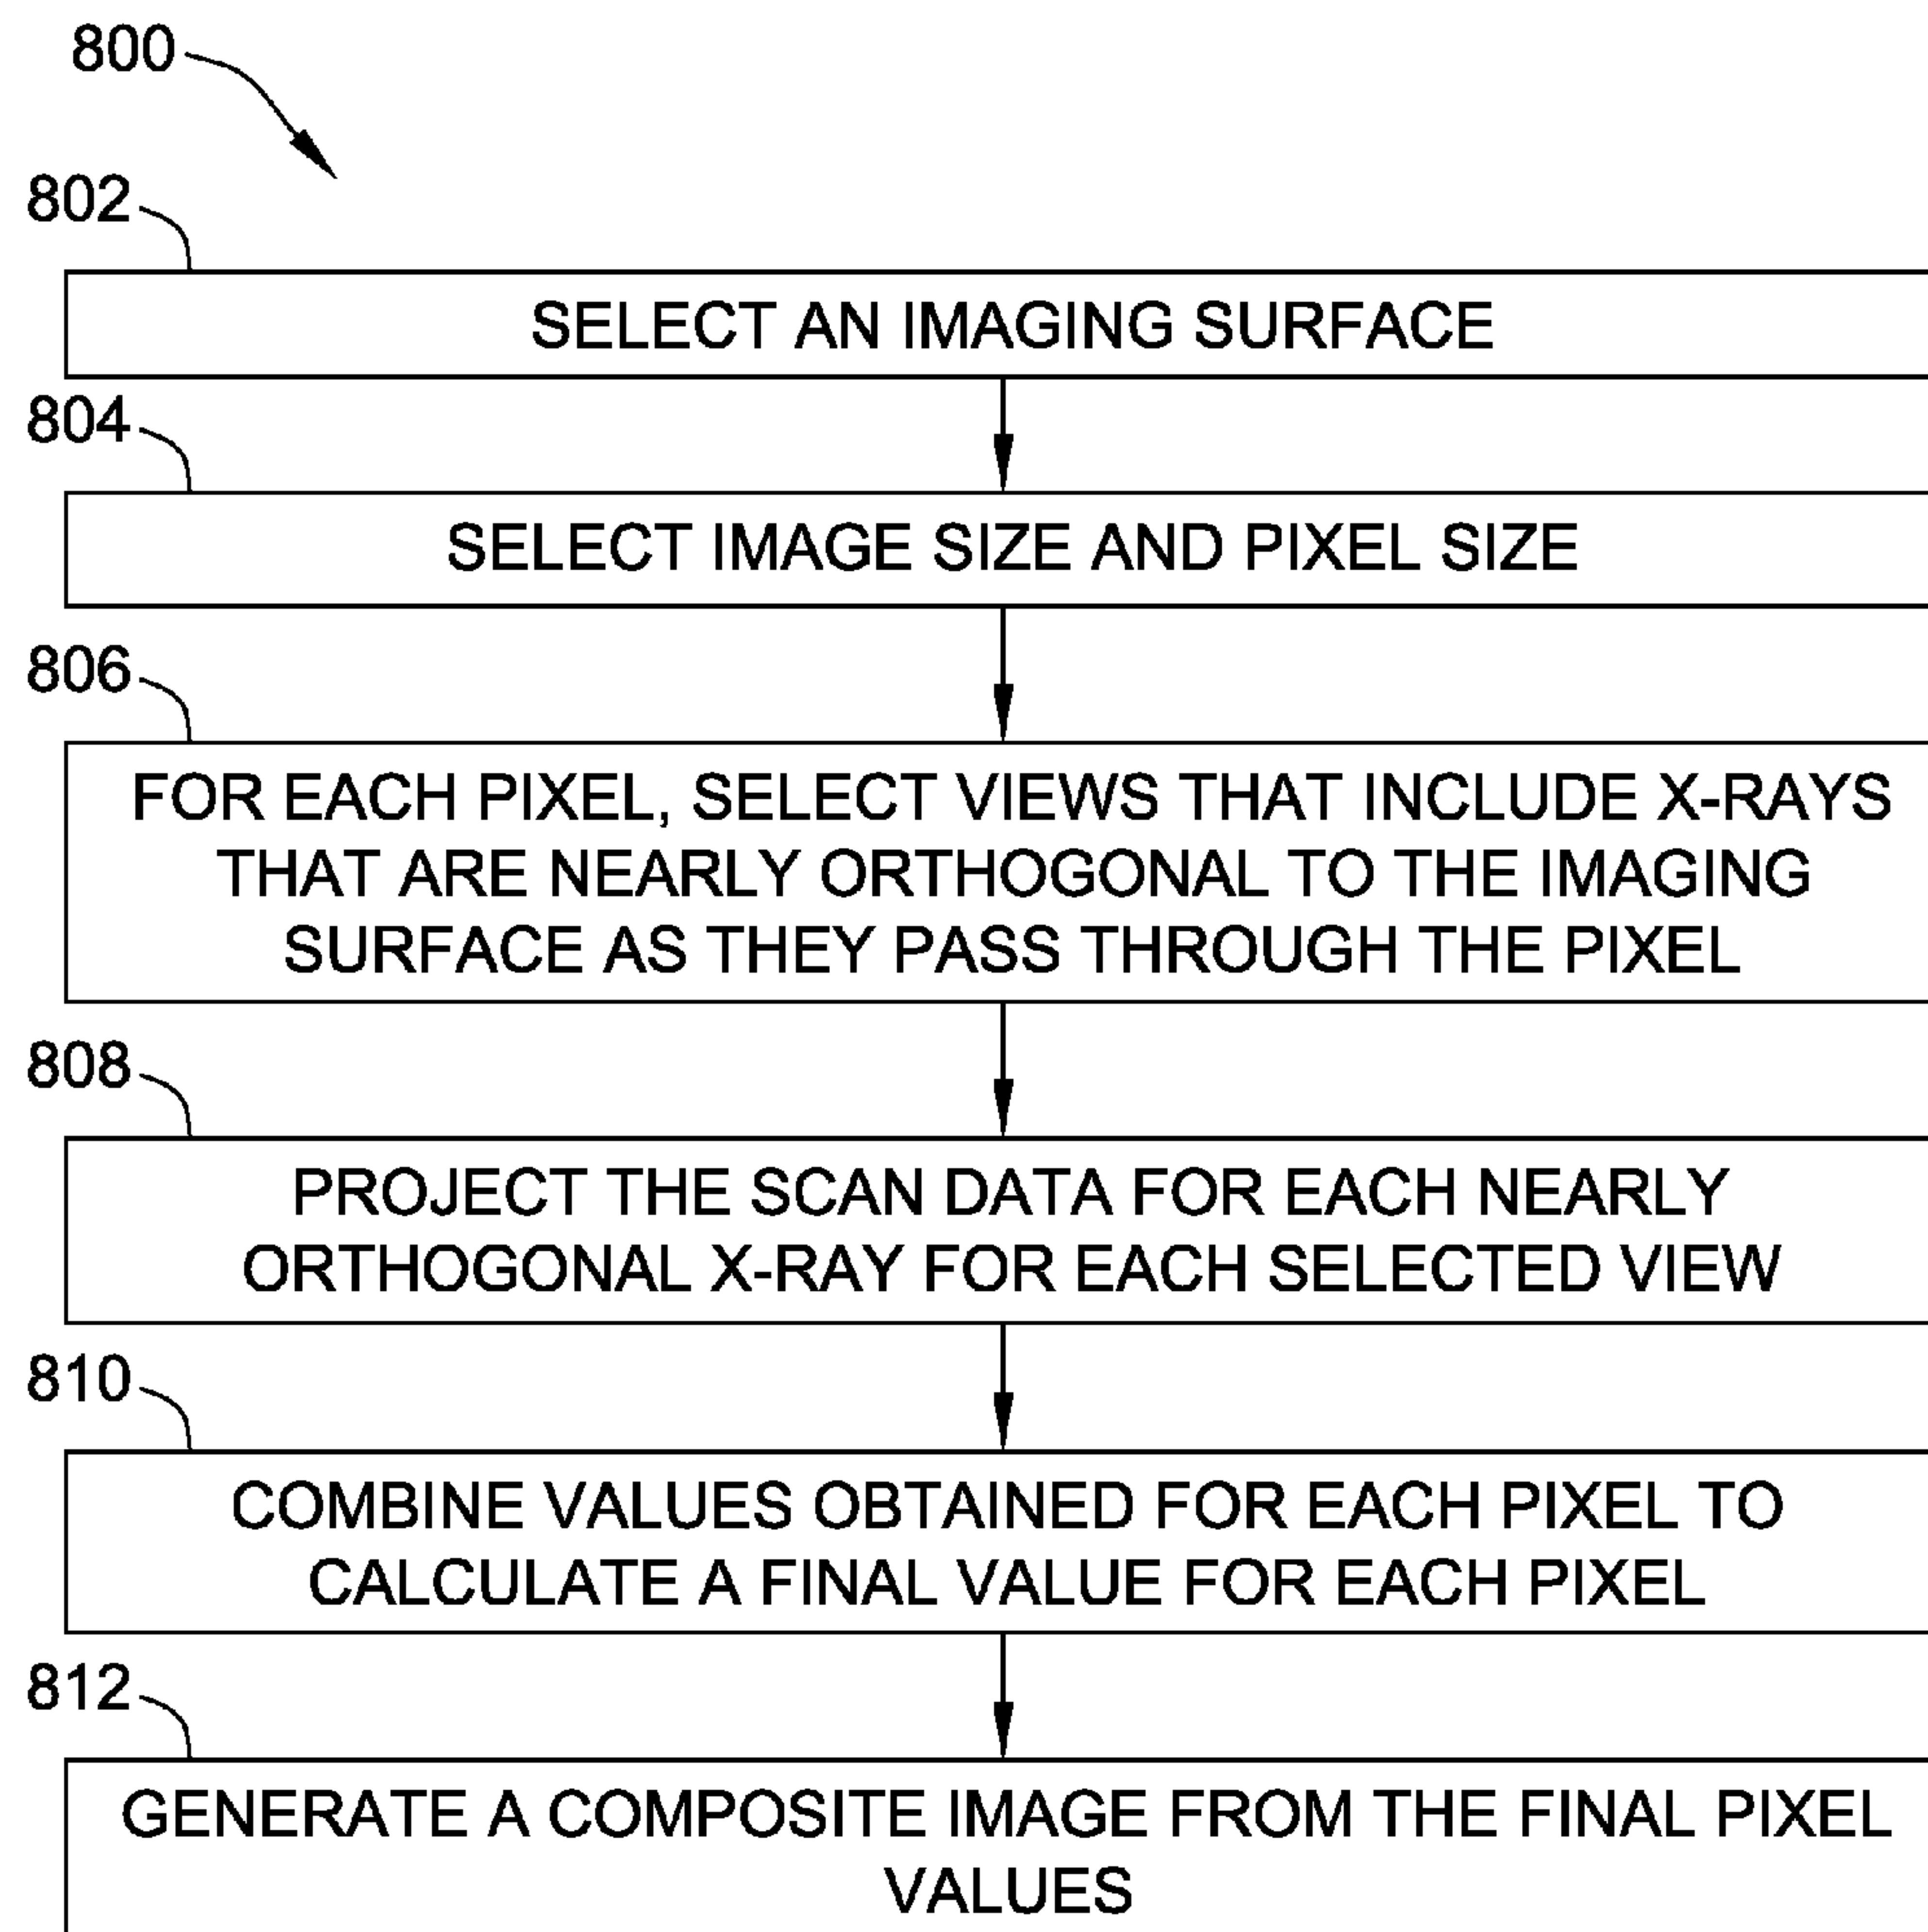 800
802
SELECT AN IMAGING SURFACE
804
SELECT IMAGE SIZE AND PIXEL SIZE
806
FOR EACH PIXEL, SELECT VIEWS THAT INCLUDE X-RAYS
THAT ARE NEARLY ORTHOGONAL TO THE IMAGING
SURFACE AS THEY PASS THROUGH THE PIXEL
808
PROJECT THE SCAN DATA FOR EACH NEARLY
ORTHOGONAL X-RAY FOR EACH SELECTED VIEW
810
COMBINE VALUES OBTAINED FOR EACH PIXEL TO
CALCULATE A FINAL VALUE FOR EACH PIXEL
812
GENERATE A COMPOSITE IMAGE FROM THE FINAL PIXEL
VALUES